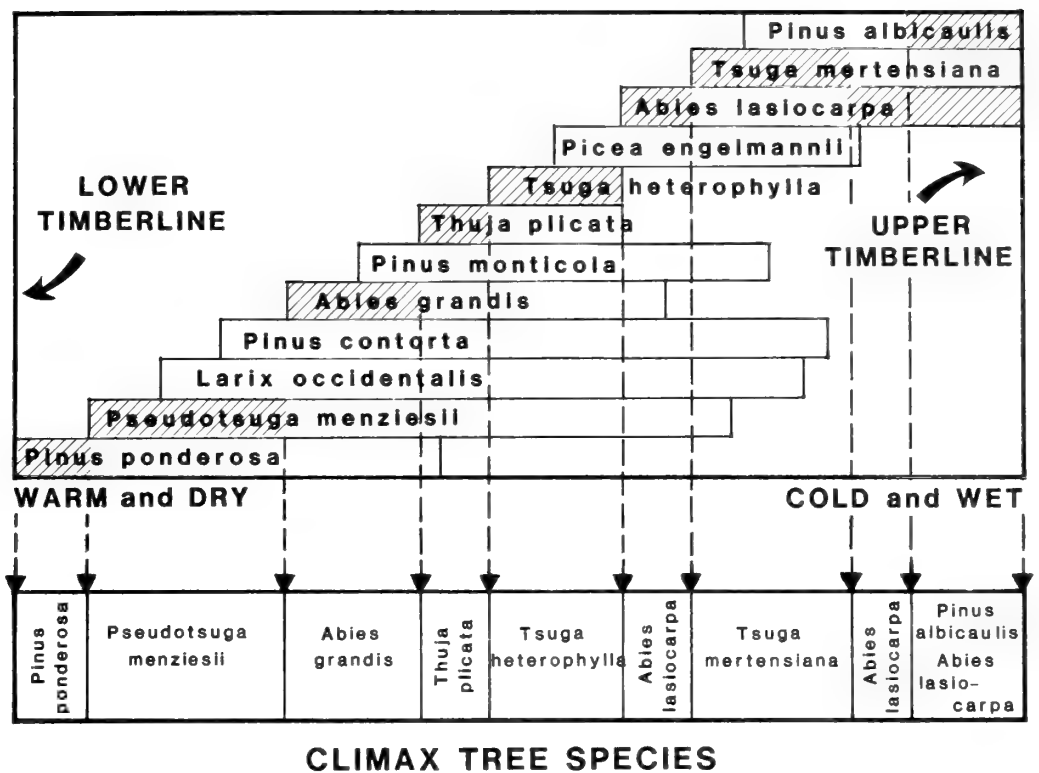 Pinus albicaulis
Tsuga mertensiana
Abies lasiocarpa
Picea engelmannii
Tsuga heterophylla
LOWER
TIMBERLINE
Thuja plicata
UPPER
TIMBERLINE
Pinus monticola
Abies grandis
Pinus contorta
Larix occidentalis
Pseudotsuga menziesii
Pinus ponderosa
WARM and DRY
COLD and WET
Pinus
ponderosa
Pseudotsuga
menziesii
Abies
grandis
Thuja
plicata
Tsuga
heterophylla
Abies
lasiocarpa
Tsuga
mertensiana
Abies
lasiocarpa
Pinus
albicaulis
Abies
lasio-
carpa
CLIMAX TREE SPECIES